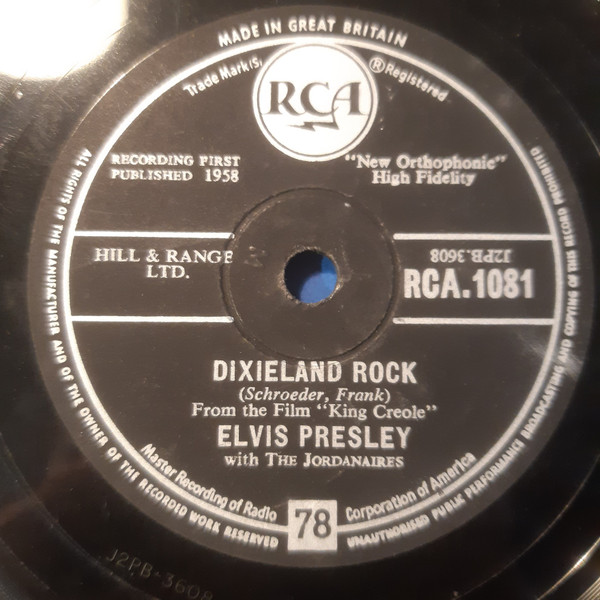 MADE IN GREAT BRITAIN
Trade Mark(s)
RCA
® Registered
RECORDING FIRST
PUBLISHED 1958
"New Orthophonic"
High Fidelity
HILL & RANGE
LTD.
J2PB.3608
RCA.1081
DIXIELAND ROCK
(Schroeder, Frank)
From the Film "King Creole"
ELVIS PRESLEY
with THE JORDANAIRES
Master Recording of Radio Corporation of America
78
ALL RIGHTS OF THE MANUFACTURER AND OF THE OWNER OF THE RECORDED WORK RESERVED
UNAUTHORISED PUBLIC PERFORMANCE BROADCASTING AND COPYING OF THIS RECORD PROHIBITED
J2PB-3608